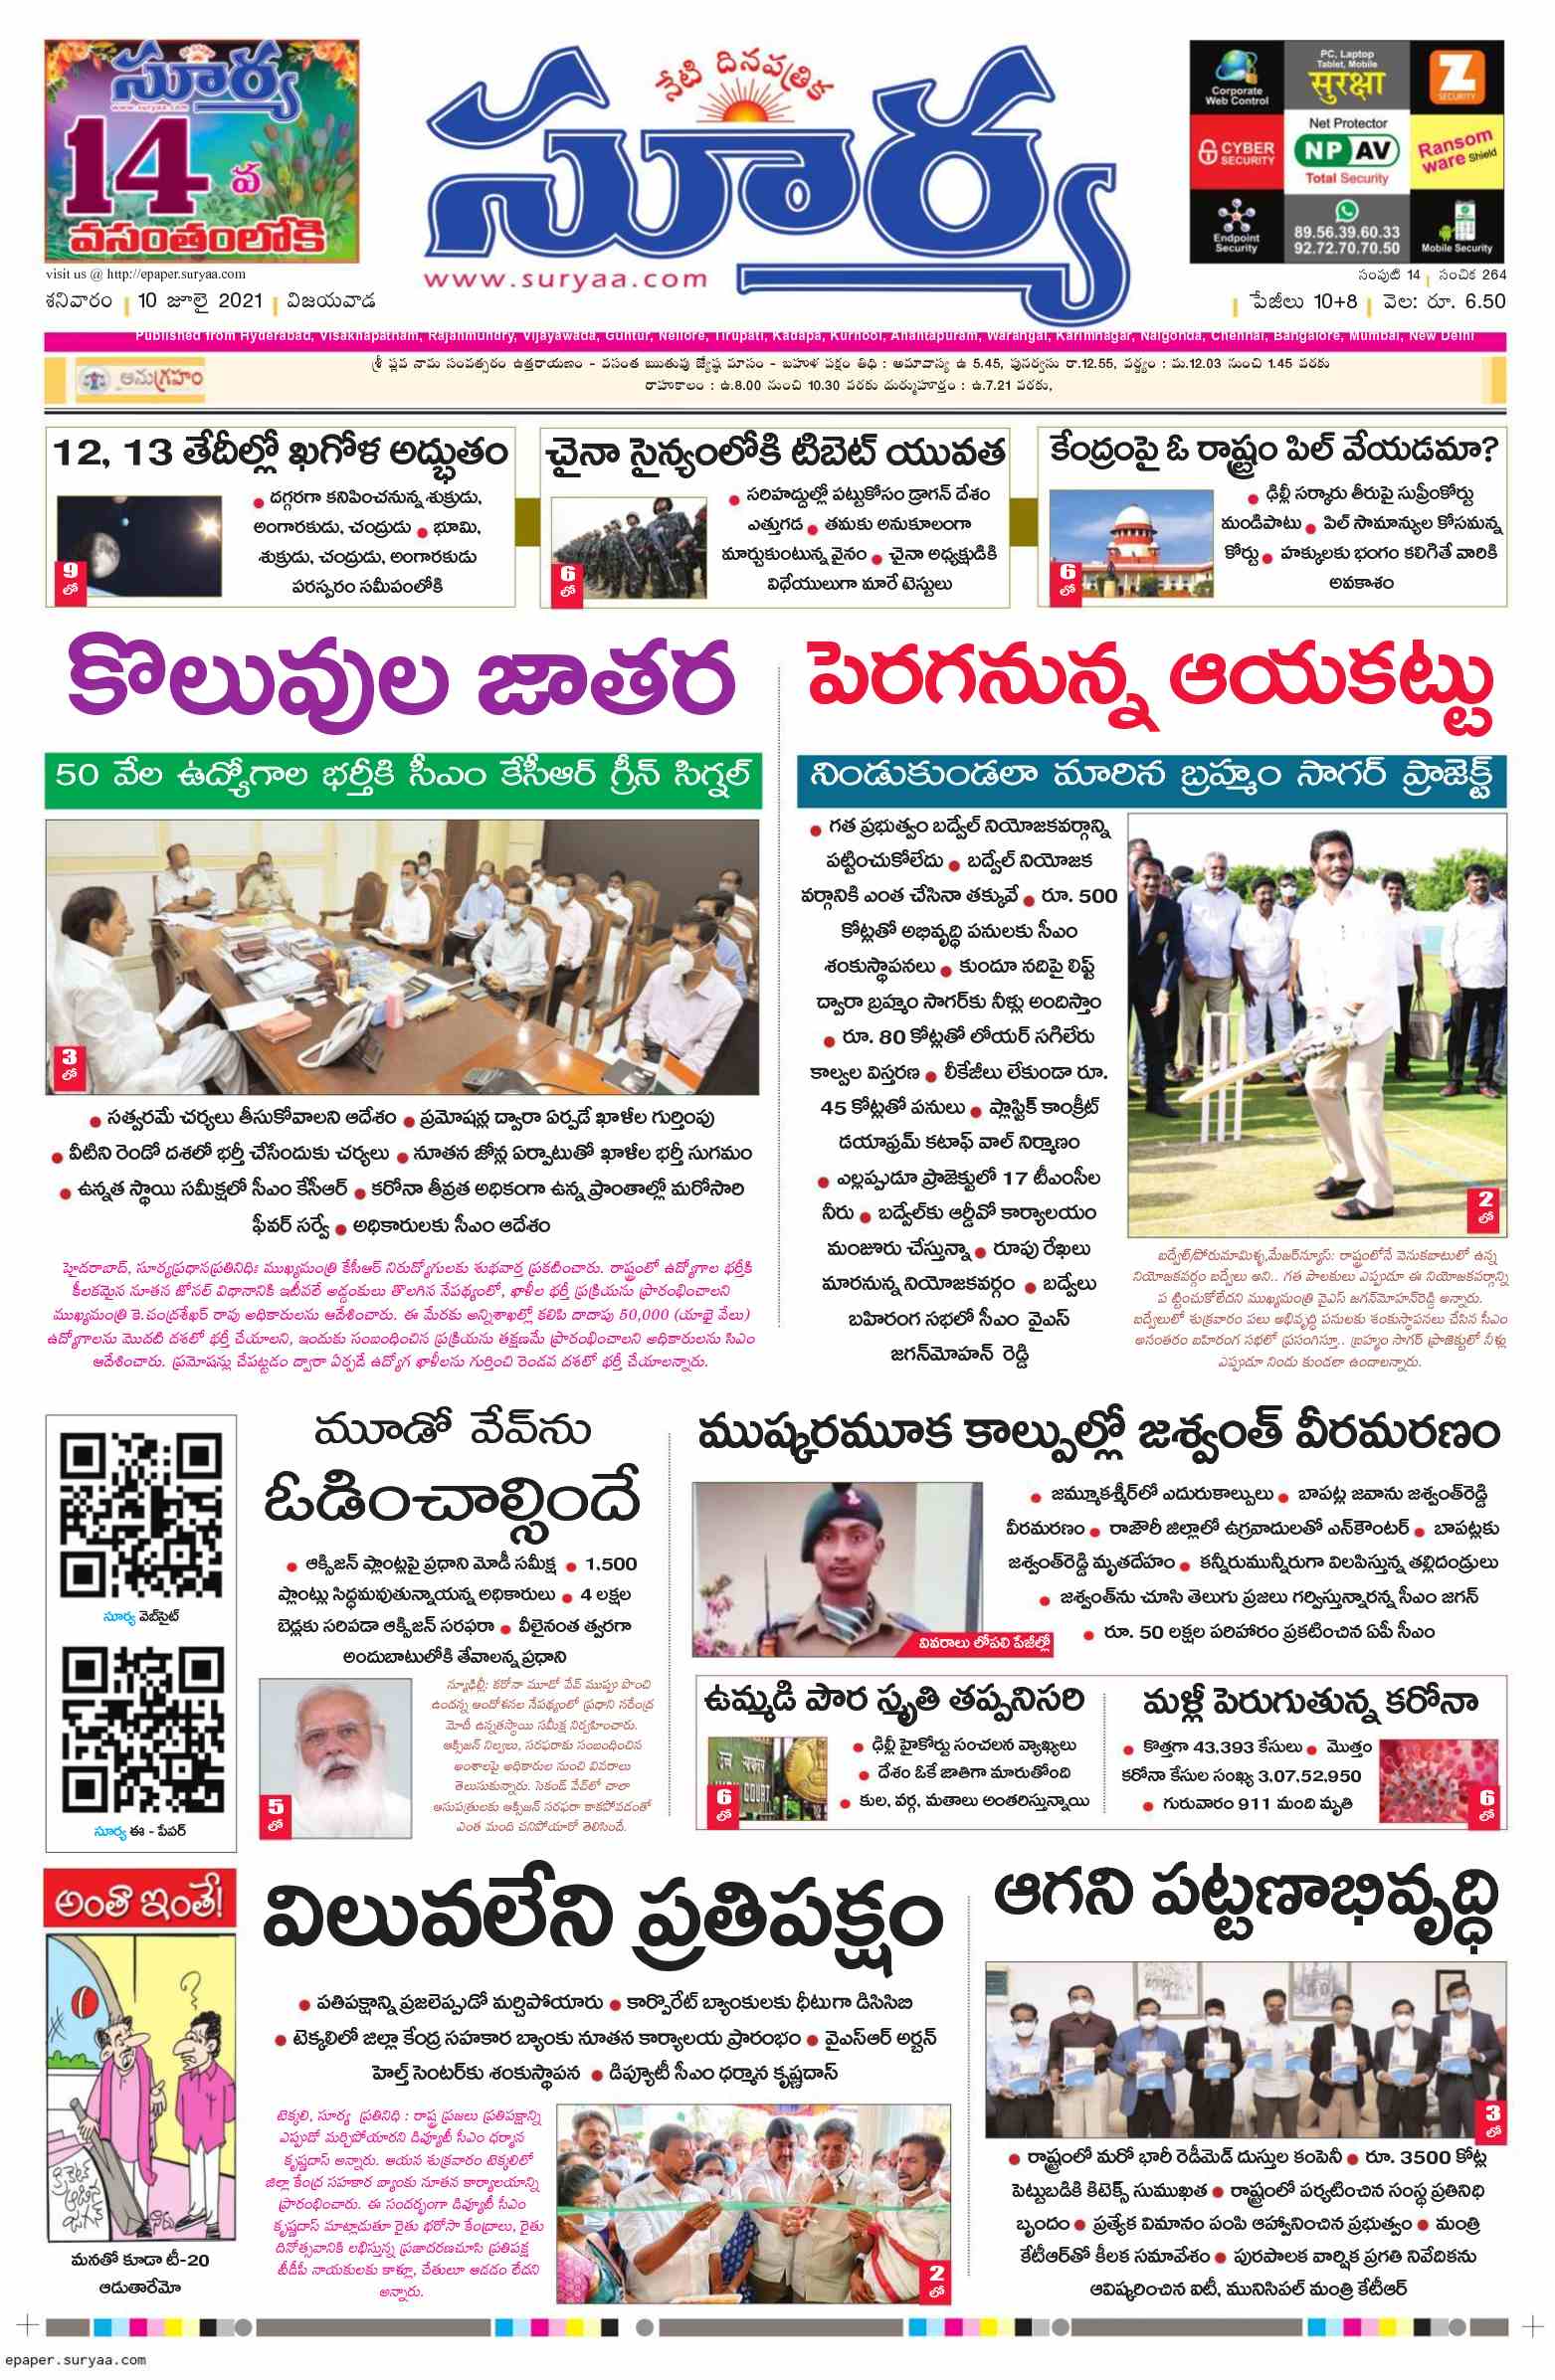 సూర్య
www.suryaa.com
14 వ
వసంతంలోకి
visit us @ http://epaper.suryaa.com
శనివారం | 10 జూలై 2021 | విజయవాడ
నేటి దినపత్రిక
సూర్య
www.suryaa.com
Corporate
Web Control
PC, Laptop
Tablet, Mobile
सुरक्षा
Z
SECURITY
CYBER
SECURITY
Net Protector
NP AV
Total Security
Ransom
ware Shield
Endpoint
Security
89.56.39.60.33
92.72.70.70.50
Mobile Security
సంపుటి 14 | సంచిక 264
| పేజీలు 10+8 | వెల: రూ. 6.50
Published from Hyderabad, Visakhapatnam, Rajahmundry, Vijayawada, Guntur, Nellore, Tirupati, Kadapa, Kurnool, Anantapuram, Warangal, Karimnagar, Nalgonda, Chennai, Bangalore, Mumbai, New Delhi
అనుగ్రహం
శ్రీ ప్లవ నామ సంవత్సరం ఉత్తరాయణం - వసంత ఋతువు జ్యేష్ఠ మాసం - బహుళ పక్షం తిథి : అమావాస్య ఉ 5.45, పునర్వసు రా.12.55, వర్జ్యం : మ.12.03 నుంచి 1.45 వరకు
రాహుకాలం : ఉ.8.00 నుంచి 10.30 వరకు దుర్ముహూర్తం : ఉ.7.21 వరకు,
12, 13 తేదీల్లో ఖగోళ అద్భుతం
● దగ్గరగా కనిపించనున్న శుక్రుడు,
అంగారకుడు, చంద్రుడు ● భూమి,
శుక్రుడు, చంద్రుడు, అంగారకుడు
పరస్పరం సమీపంలోకి
9
లో
చైనా సైన్యంలోకి టిబెట్ యువత
● సరిహద్దుల్లో పట్టుకోసం డ్రాగన్ దేశం
ఎత్తుగడ ● తమకు అనుకూలంగా
మార్చుకుంటున్న వైనం ● చైనా అధ్యక్షుడికి
విధేయులుగా మారే టెస్టులు
6
లో
కేంద్రంపై ఓ రాష్ట్రం పిల్ వేయడమా?
● ఢిల్లీ సర్కారు తీరుపై సుప్రీంకోర్టు
మండిపాటు ● పిల్ సామాన్యుల కోసమన్న
కోర్టు ● హక్కులకు భంగం కలిగితే వారికి
అవకాశం
6
లో
కొలువుల జాతర
50 వేల ఉద్యోగాల భర్తీకి సీఎం కేసీఆర్ గ్రీన్ సిగ్నల్
3
లో
● సత్వరమే చర్యలు తీసుకోవాలని ఆదేశం ● ప్రమోషన్ల ద్వారా ఏర్పడే ఖాళీల గుర్తింపు
● వీటిని రెండో దశలో భర్తీ చేసేందుకు చర్యలు ● నూతన జోన్ల ఏర్పాటుతో ఖాళీల భర్తీ సుగమం
● ఉన్నత స్థాయి సమీక్షలో సీఎం కేసీఆర్ ● కరోనా తీవ్రత అధికంగా ఉన్న ప్రాంతాల్లో మరోసారి
ఫీవర్ సర్వే ● అధికారులకు సీఎం ఆదేశం
హైదరాబాద్, సూర్యప్రధానప్రతినిధి: ముఖ్యమంత్రి కేసీఆర్ నిరుద్యోగులకు శుభవార్త ప్రకటించారు. రాష్ట్రంలో ఉద్యోగాల భర్తీకి
కీలకమైన నూతన జోనల్ విధానానికి ఇటీవలే అడ్డంకులు తొలగిన నేపథ్యంలో, ఖాళీల భర్తీ ప్రక్రియను ప్రారంభించాలని
ముఖ్యమంత్రి కె.చంద్రశేఖర్ రావు అధికారులను ఆదేశించారు. ఈ మేరకు అన్నిశాఖల్లో కలిపి దాదాపు 50,000 (యాభై వేలు)
ఉద్యోగాలను మొదటి దశలో భర్తీ చేయాలని, ఇందుకు సంబంధించిన ప్రక్రియను తక్షణమే ప్రారంభించాలని అధికారులను సిఎం
ఆదేశించారు. ప్రమోషన్లు చేపట్టడం ద్వారా ఏర్పడే ఉద్యోగ ఖాళీలను గుర్తించి రెండవ దశలో భర్తీ చేయాలన్నారు.
పెరగనున్న ఆయకట్టు
నిండుకుండలా మారిన బ్రహ్మం సాగర్ ప్రాజెక్ట్
● గత ప్రభుత్వం బద్వేల్ నియోజకవర్గాన్ని
పట్టించుకోలేదు ● బద్వేల్ నియోజక
వర్గానికి ఎంత చేసినా తక్కువే ● రూ. 500
కోట్లతో అభివృద్ధి పనులకు సీఎం
శంకుస్థాపనలు ● కుందూ నదిపై లిఫ్ట్
ద్వారా బ్రహ్మం సాగర్‌కు నీళ్లు అందిస్తాం
● రూ. 80 కోట్లతో లోయర్ సగిలేరు
కాల్వల విస్తరణ ● లీకేజీలు లేకుండా రూ.
45 కోట్లతో పనులు ● ప్లాస్టిక్ కాంక్రీట్
డయాఫ్రమ్ కటాఫ్ వాల్ నిర్మాణం
● ఎల్లప్పుడూ ప్రాజెక్టులో 17 టీఎంసీల
నీరు ● బద్వేల్‌కు ఆర్డీవో కార్యాలయం
మంజూరు చేస్తున్నా ● రూపు రేఖలు
మారనున్న నియోజకవర్గం ● బద్వేలు
బహిరంగ సభలో సీఎం వైఎస్
జగన్‌మోహన్ రెడ్డి
2
లో
బద్వేల్/పోరుమామిళ్ళ,మేజర్‌న్యూస్: రాష్ట్రంలోనే వెనుకబాటులో ఉన్న
నియోజకవర్గం బద్వేలు అని.. గత పాలకులు ఎప్పుడూ ఈ నియోజకవర్గాన్ని
ప ట్టించుకోలేదని ముఖ్యమంత్రి వైఎస్ జగన్‌మోహన్‌రెడ్డి అన్నారు.
బద్వేలులో శుక్రవారం పలు అభివృద్ధి పనులకు శంకుస్థాపనలు చేసిన సీఎం
అనంతరం బహిరంగ సభలో ప్రసంగిస్తూ.. బ్రహ్మం సాగర్ ప్రాజెక్టులో నీళ్లు
ఎప్పుడూ నిండు కుండలా ఉండాలన్నారు.
సూర్య వెబ్‌సైట్
సూర్య ఈ - పేపర్
మూడో వేవ్‌ను
ఓడించాల్సిందే
● ఆక్సిజన్ ప్లాంట్లపై ప్రధాని మోడీ సమీక్ష ● 1,500
ప్లాంట్లు సిద్ధమవుతున్నాయన్న అధికారులు ● 4 లక్షల
బెడ్లకు సరిపడా ఆక్సిజన్ సరఫరా ● వీలైనంత త్వరగా
అందుబాటులోకి తేవాలన్న ప్రధాని
5
లో
న్యూఢిల్లీ: కరోనా మూడో వేవ్ ముప్పు పొంచి
ఉందన్న ఆందోళనల నేపథ్యంలో ప్రధాని నరేంద్ర
మోదీ ఉన్నతస్థాయి సమీక్ష నిర్వహించారు.
ఆక్సిజన్ నిల్వలు, సరఫరాకు సంబంధించిన
అంశాలపై అధికారుల నుంచి వివరాలు
తెలుసుకున్నారు. సెకండ్ వేవ్‌లో చాలా
ఆసుపత్రులకు ఆక్సిజన్ సరఫరా కాకపోవడంతో
ఎంత మంది చనిపోయారో తెలిసిందే.
ముష్కరమూక కాల్పుల్లో జశ్వంత్ వీరమరణం
వివరాలు లోపలి పేజీల్లో
● జమ్మూకశ్మీర్‌లో ఎదురుకాల్పులు ● బాపట్ల జవాను జశ్వంత్‌రెడ్డి
వీరమరణం ● రాజౌరీ జిల్లాలో ఉగ్రవాదులతో ఎన్‌కౌంటర్ ● బాపట్లకు
జశ్వంత్‌రెడ్డి మృతదేహం ● కన్నీరుమున్నీరుగా విలపిస్తున్న తల్లిదండ్రులు
● జశ్వంత్‌ను చూసి తెలుగు ప్రజలు గర్విస్తున్నారన్న సీఎం జగన్
● రూ. 50 లక్షల పరిహారం ప్రకటించిన ఏపీ సీఎం
ఉమ్మడి పౌర స్మృతి తప్పనిసరి
● ఢిల్లీ హైకోర్టు సంచలన వ్యాఖ్యలు
● దేశం ఓకే జాతిగా మారుతోంది
● కుల, వర్గ, మతాలు అంతరిస్తున్నాయి
6
లో
మళ్లీ పెరుగుతున్న కరోనా
● కొత్తగా 43,393 కేసులు ● మొత్తం
కరోనా కేసుల సంఖ్య 3,07,52,950
● గురువారం 911 మంది మృతి
6
లో
అంతా ఇంతే!
క్రికెట్
ఆడిన
జగన్
మనతో కూడా టీ-20
ఆడుతారేమో
విలువలేని ప్రతిపక్షం
● పతిపక్షాన్ని ప్రజలెప్పుడో మర్చిపోయారు ● కార్పొరేట్ బ్యాంకులకు ధీటుగా డిసిసిబి
● టెక్కలిలో జిల్లా కేంద్ర సహకార బ్యాంకు నూతన కార్యాలయ ప్రారంభం ● వైఎస్ఆర్ అర్బన్
హెల్త్ సెంటర్‌కు శంకుస్థాపన ● డిప్యూటీ సీఎం ధర్మాన కృష్ణదాస్
టెక్కలి, సూర్య ప్రతినిధి : రాష్ట్ర ప్రజలు ప్రతిపక్షాన్ని
ఎప్పుడో మర్చిపోయారని డిప్యూటీ సీఎం ధర్మాన
కృష్ణదాస్ అన్నారు. ఆయన శుక్రవారం టెక్కలిలో
జిల్లా కేంద్ర సహకార బ్యాంకు నూతన కార్యాలయాన్ని
ప్రారంభించారు. ఈ సందర్భంగా డిప్యూటీ సీఎం
కృష్ణదాస్ మాట్లాడుతూ రైతు భరోసా కేంద్రాలు, రైతు
దినోత్సవానికి లభిస్తున్న ప్రజాదరణచూసి ప్రతిపక్ష
టీడీపీ నాయకులకు కాళ్లూ, చేతులూ ఆడడం లేదని
అన్నారు.
2
లో
ఆగని పట్టణాభివృద్ధి
3
లో
● రాష్ట్రంలో మరో భారీ రెడీమెడ్ దుస్తుల కంపెనీ ● రూ. 3500 కోట్ల
పెట్టుబడికి కిటెక్స్ సుముఖత ● రాష్ట్రంలో పర్యటించిన సంస్థ ప్రతినిధి
బృందం ● ప్రత్యేక విమానం పంపి ఆహ్వానించిన ప్రభుత్వం ● మంత్రి
కేటీఆర్‌తో కీలక సమావేశం ● పురపాలక వార్షిక ప్రగతి నివేదికను
ఆవిష్కరించిన ఐటీ, మునిసిపల్ మంత్రి కేటీఆర్
epaper.suryaa.com